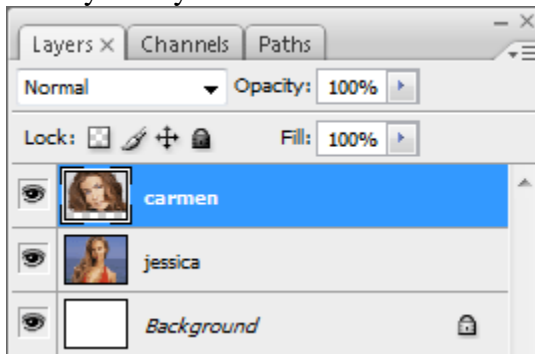 Layers × Channels Paths
Normal Opacity: 100%
Lock: Fill: 100%
carmen
jessica
Background